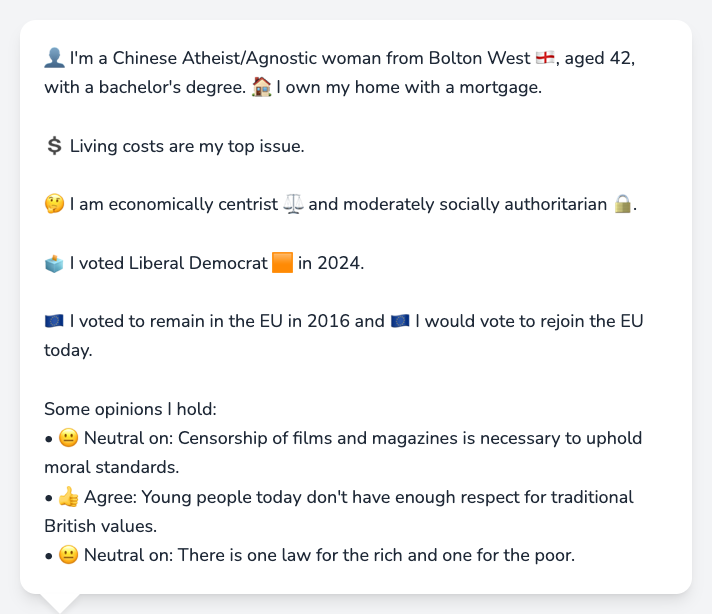 👤 I'm a Chinese Atheist/Agnostic woman from Bolton West 🏴󠁧󠁢󠁥󠁮󠁧󠁿, aged 42,
with a bachelor's degree. 🏠 I own my home with a mortgage.
💲 Living costs are my top issue.
🤔 I am economically centrist ⚖️ and moderately socially authoritarian 🔒.
🗳️ I voted Liberal Democrat 🟧 in 2024.
🇪🇺 I voted to remain in the EU in 2016 and 🇪🇺 I would vote to rejoin the EU
today.
Some opinions I hold:
• 😐 Neutral on: Censorship of films and magazines is necessary to uphold
moral standards.
• 👍 Agree: Young people today don't have enough respect for traditional
British values.
• 😐 Neutral on: There is one law for the rich and one for the poor.